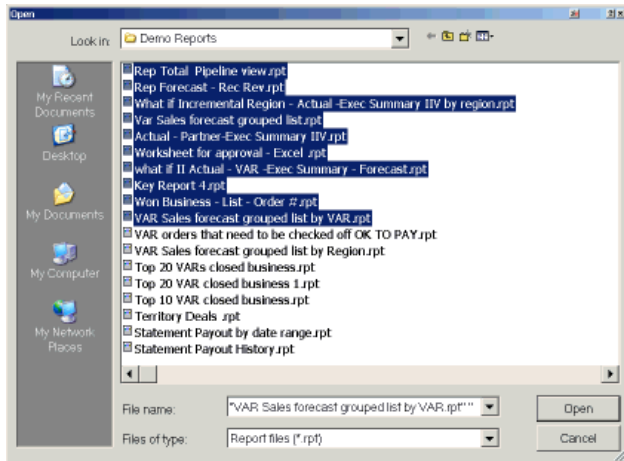 Open
Look in:
Demo Reports
My Recent
Documents
Desktop
My Documents
My Computer
My Network
Places
Rep Total Pipeline view.rpt
Rep Forecast - Rec Rev.rpt
What if Incremental Region - Actual -Exec Summary IIV by region.rpt
Var Sales forecast grouped list.rpt
Actual - Partner-Exec Summary IIV.rpt
Worksheet for approval - Excel .rpt
what if II Actual - VAR -Exec Summary - Forecast.rpt
Key Report 4.rpt
Won Business - List - Order #.rpt
VAR Sales forecast grouped list by VAR.rpt
VAR orders that need to be checked off OK TO PAY.rpt
VAR Sales forecast grouped list by Region.rpt
Top 20 VARs closed business.rpt
Top 20 VAR closed business 1.rpt
Top 10 VAR closed business.rpt
Territory Deals .rpt
Statement Payout by date range.rpt
Statement Payout History.rpt
File name:
"VAR Sales forecast grouped list by VAR.rpt" "
Open
Files of type:
Report files (*.rpt)
Cancel